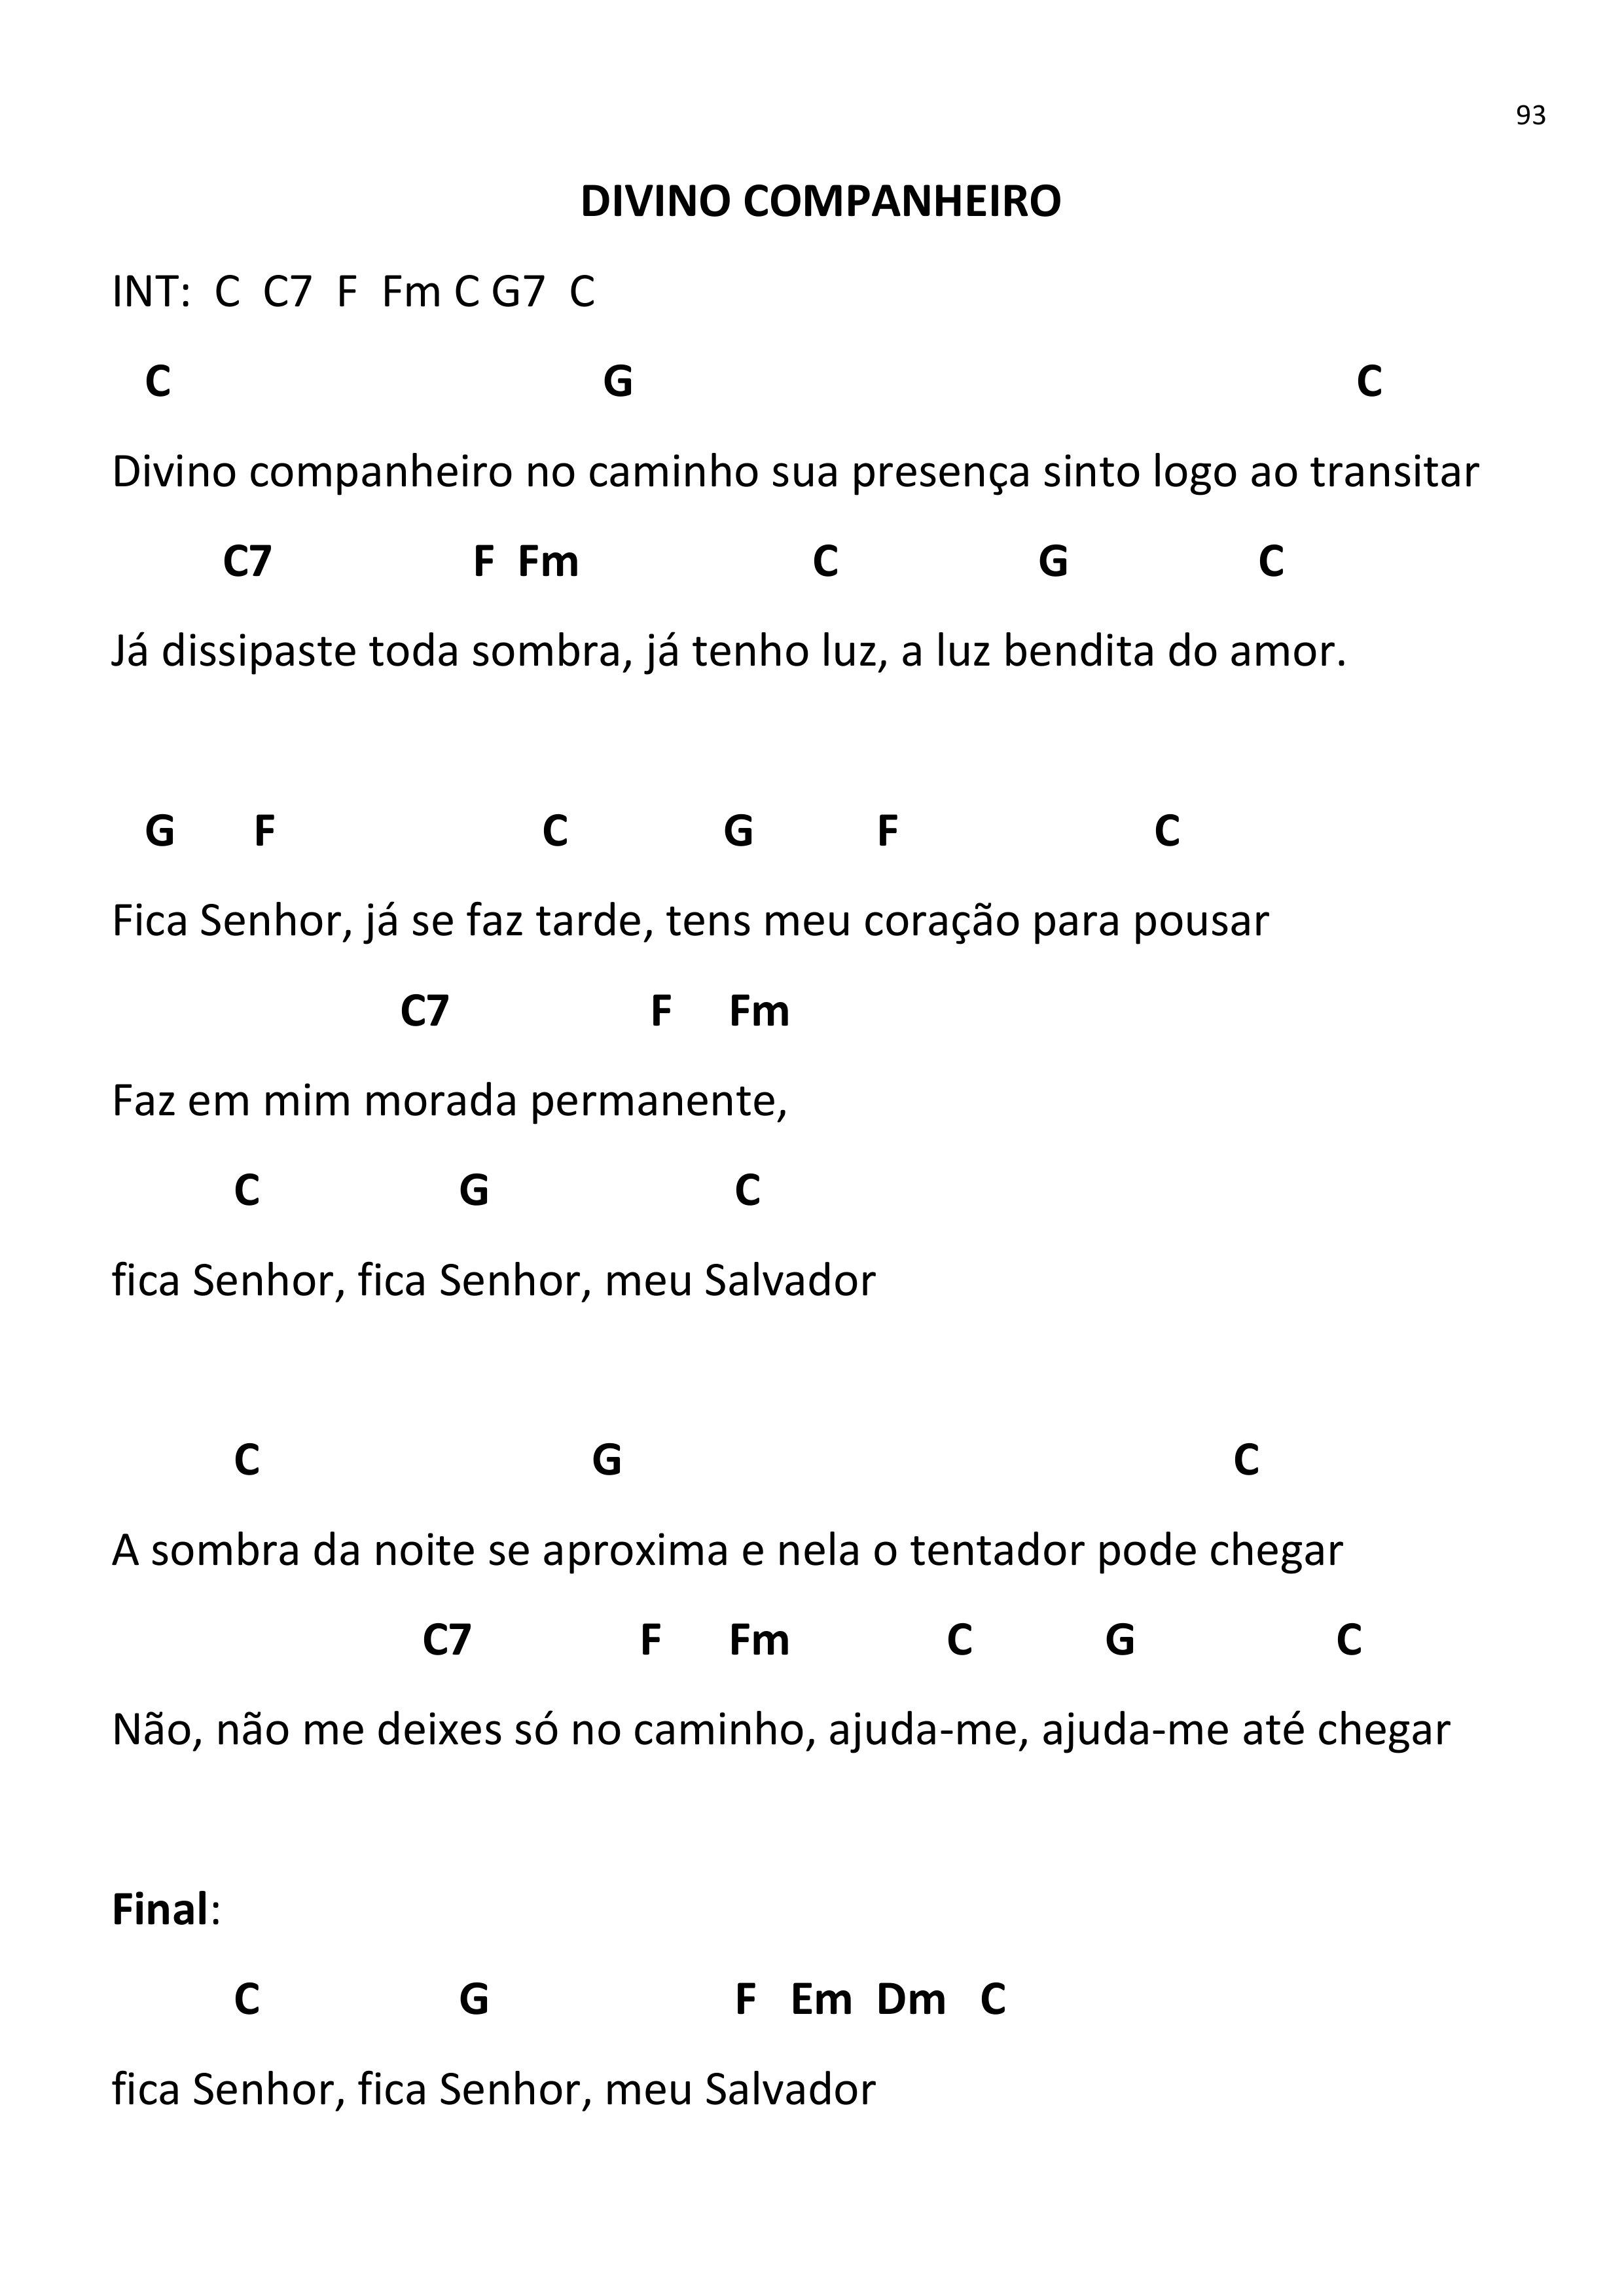 93
DIVINO COMPANHEIRO
INT: C C7 F Fm C G7 C
C G C
Divino companheiro no caminho sua presença sinto logo ao transitar
C7 F Fm C G C
Já dissipaste toda sombra, já tenho luz, a luz bendita do amor.
G F C G F C
Fica Senhor, já se faz tarde, tens meu coração para pousar
C7 F Fm
Faz em mim morada permanente,
C G C
fica Senhor, fica Senhor, meu Salvador
C G C
A sombra da noite se aproxima e nela o tentador pode chegar
C7 F Fm C G C
Não, não me deixes só no caminho, ajuda-me, ajuda-me até chegar
Final:
C G F Em Dm C
fica Senhor, fica Senhor, meu Salvador